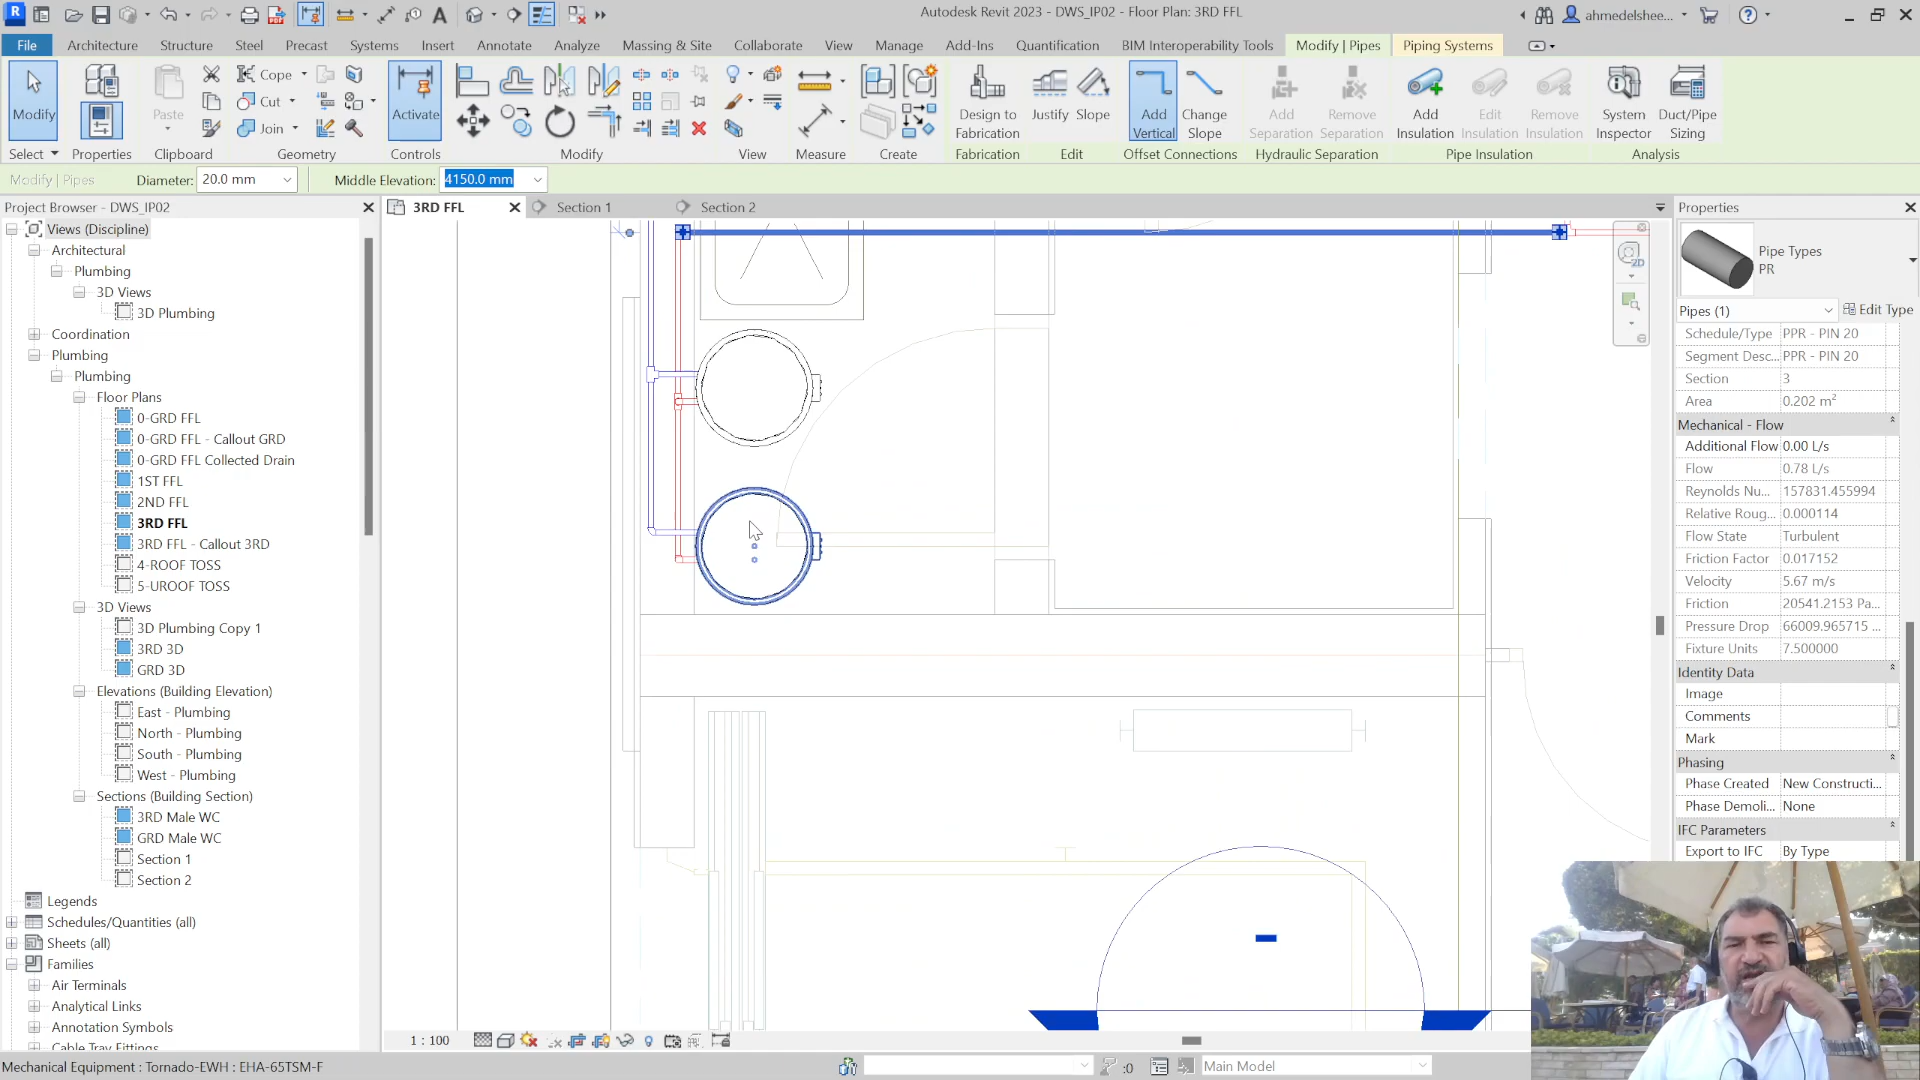 Autodesk Revit 2023 - DWS_IP02 - Floor Plan: 3RD FFL
ahmedelshee...
File
Architecture
Structure
Steel
Precast
Systems
Insert
Annotate
Analyze
Massing & Site
Collaborate
View
Manage
Add-Ins
Quantification
BIM Interoperability Tools
Modify | Pipes
Piping Systems
Modify
Paste
Cope
Cut
Join
Activate
Design to
Fabrication
Justify
Slope
Add
Vertical
Change
Slope
Add
Separation
Remove
Separation
Add
Insulation
Edit
Insulation
Remove
Insulation
System
Inspector
Duct/Pipe
Sizing
Select
Properties
Clipboard
Geometry
Controls
Modify
View
Measure
Create
Fabrication
Edit
Offset Connections
Hydraulic Separation
Pipe Insulation
Analysis
Modify | Pipes
Diameter: 20.0 mm
Middle Elevation: 4150.0 mm
Project Browser - DWS_IP02
Views (Discipline)
Architectural
Plumbing
3D Views
3D Plumbing
Coordination
Plumbing
Plumbing
Floor Plans
0-GRD FFL
0-GRD FFL - Callout GRD
0-GRD FFL Collected Drain
1ST FFL
2ND FFL
3RD FFL
3RD FFL - Callout 3RD
4-ROOF TOSS
5-UROOF TOSS
3D Views
3D Plumbing Copy 1
3RD 3D
GRD 3D
Elevations (Building Elevation)
East - Plumbing
North - Plumbing
South - Plumbing
West - Plumbing
Sections (Building Section)
3RD Male WC
GRD Male WC
Section 1
Section 2
Legends
Schedules/Quantities (all)
Sheets (all)
Families
Air Terminals
Analytical Links
Annotation Symbols
Cable Tray Fittings
3RD FFL
Section 1
Section 2
2D
Properties
Pipe Types
PR
Pipes (1)
Edit Type
Schedule/Type PPR - PIN 20
Segment Desc... PPR - PIN 20
Section 3
Area 0.202 m²
Mechanical - Flow
Additional Flow 0.00 L/s
Flow 0.78 L/s
Reynolds Nu... 157831.455994
Relative Roug... 0.000114
Flow State Turbulent
Friction Factor 0.017152
Velocity 5.67 m/s
Friction 20541.2153 Pa...
Pressure Drop 66009.965715 ...
Fixture Units 7.500000
Identity Data
Image
Comments
Mark
Phasing
Phase Created New Constructi...
Phase Demoli... None
IFC Parameters
Export to IFC By Type
1 : 100
Mechanical Equipment : Tornado-EWH : EHA-65TSM-F
:0
Main Model